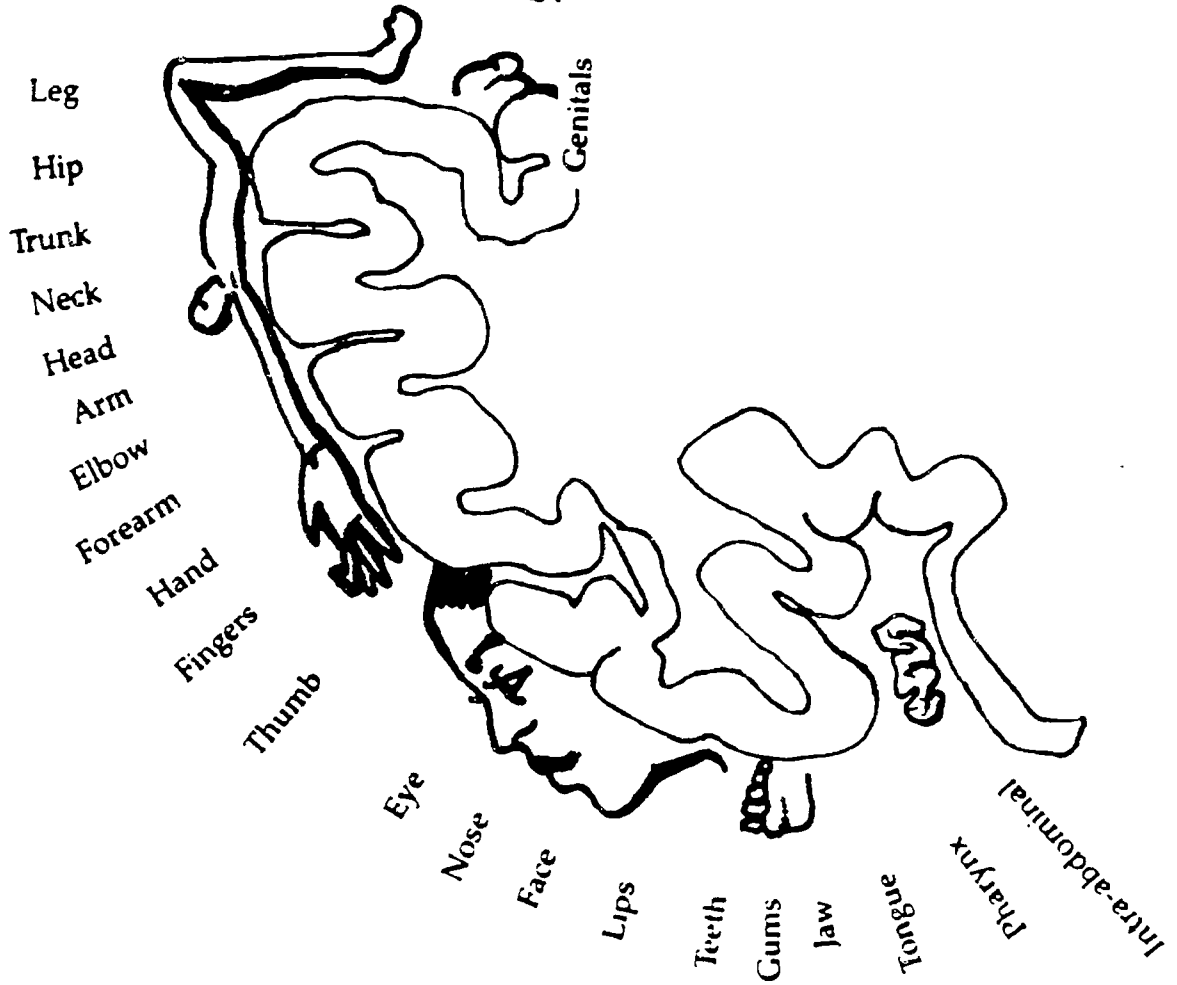 Genitals
Leg
Hip
Trunk
Neck
Head
Arm
Elbow
Forearm
Hand
Fingers
Thumb
Eye
Nose
Face
Lips
Teeth
Gums
Jaw
Tongue
Pharynx
Intra-abdominal